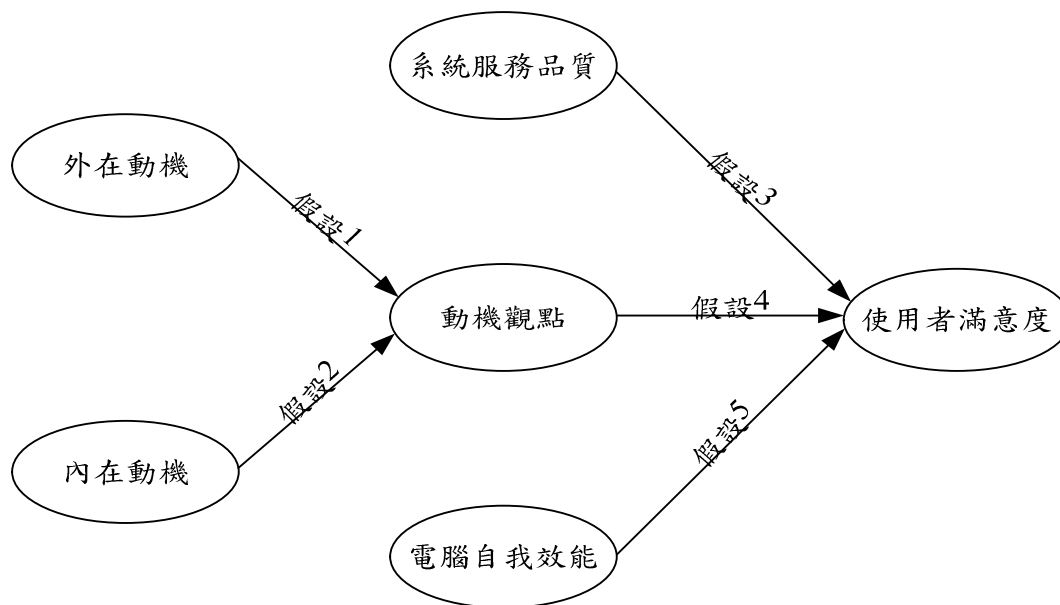 系統服務品質
外在動機
假設3
假設1
動機觀點
假設4
使用者滿意度
假設2
假設5
內在動機
電腦自我效能